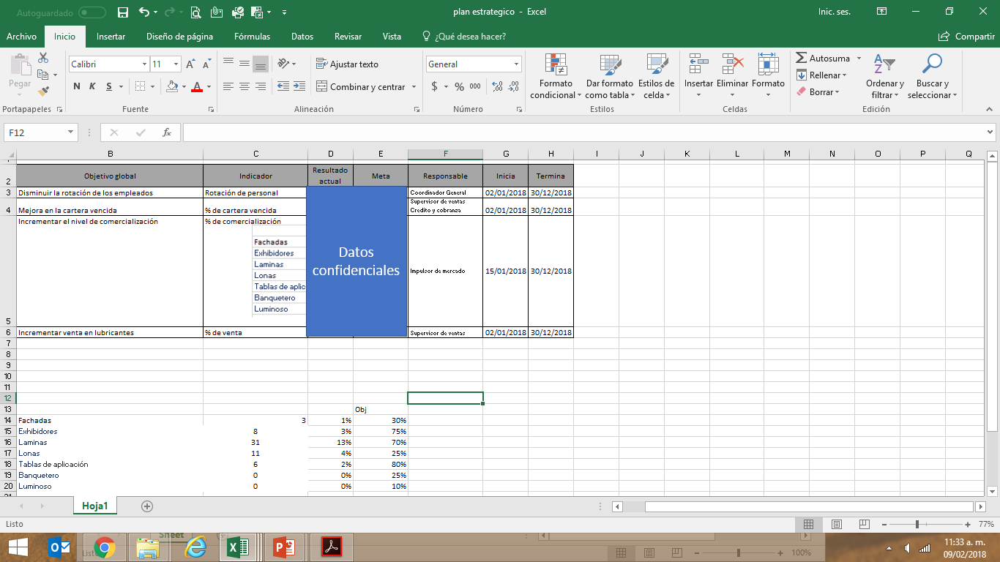 Autoguardado
plan estrategico - Excel
Inic. ses.
Archivo Inicio Insertar Diseño de página Fórmulas Datos Revisar Vista ¿Qué desea hacer? Compartir
Pegar
Calibri 11
N K S
Ajustar texto
Combinar y centrar
General
$ % 000
Formato condicional
Dar formato como tabla
Estilos de celda
Insertar Eliminar Formato
Autosuma
Rellenar
Borrar
Ordenar y filtrar
Buscar y seleccionar
Portapapeles Fuente Alineación Número Estilos Celdas Edición
F12 fx
B C D E F G H I J K L M N O P Q
2 Objetivo global Indicador Resultado actual Meta Responsable Inicia Termina
3 Disminuir la rotación de los empleados Rotación de personal Coordinador General 02/01/2018 30/12/2018
Supervisor de ventas
4 Mejora en la cartera vencida % de cartera vencida Credito y cobranza 02/01/2018 30/12/2018
Incrementar el nivel de comercialización % de comercialización
Fachadas
Exhibidores
Laminas
Lonas
Tablas de aplic
Banquetero
Luminoso
Datos
confidenciales
Impulsor de mercado 15/01/2018 30/12/2018
5
6 Incrementar venta en lubricantes % de venta Supervisor de ventas 02/01/2018 30/12/2018
7
8
9
10
11
12
13 Obj
14 Fachadas 3 1% 30%
15 Exhibidores 8 3% 75%
16 Laminas 31 13% 70%
17 Lonas 11 4% 25%
18 Tablas de aplicación 6 2% 80%
19 Banquetero 0 0% 25%
20 Luminoso 0 0% 10%
Hoja1
Listo 77%
Sheet
100%
11:33 a. m.
09/02/2018